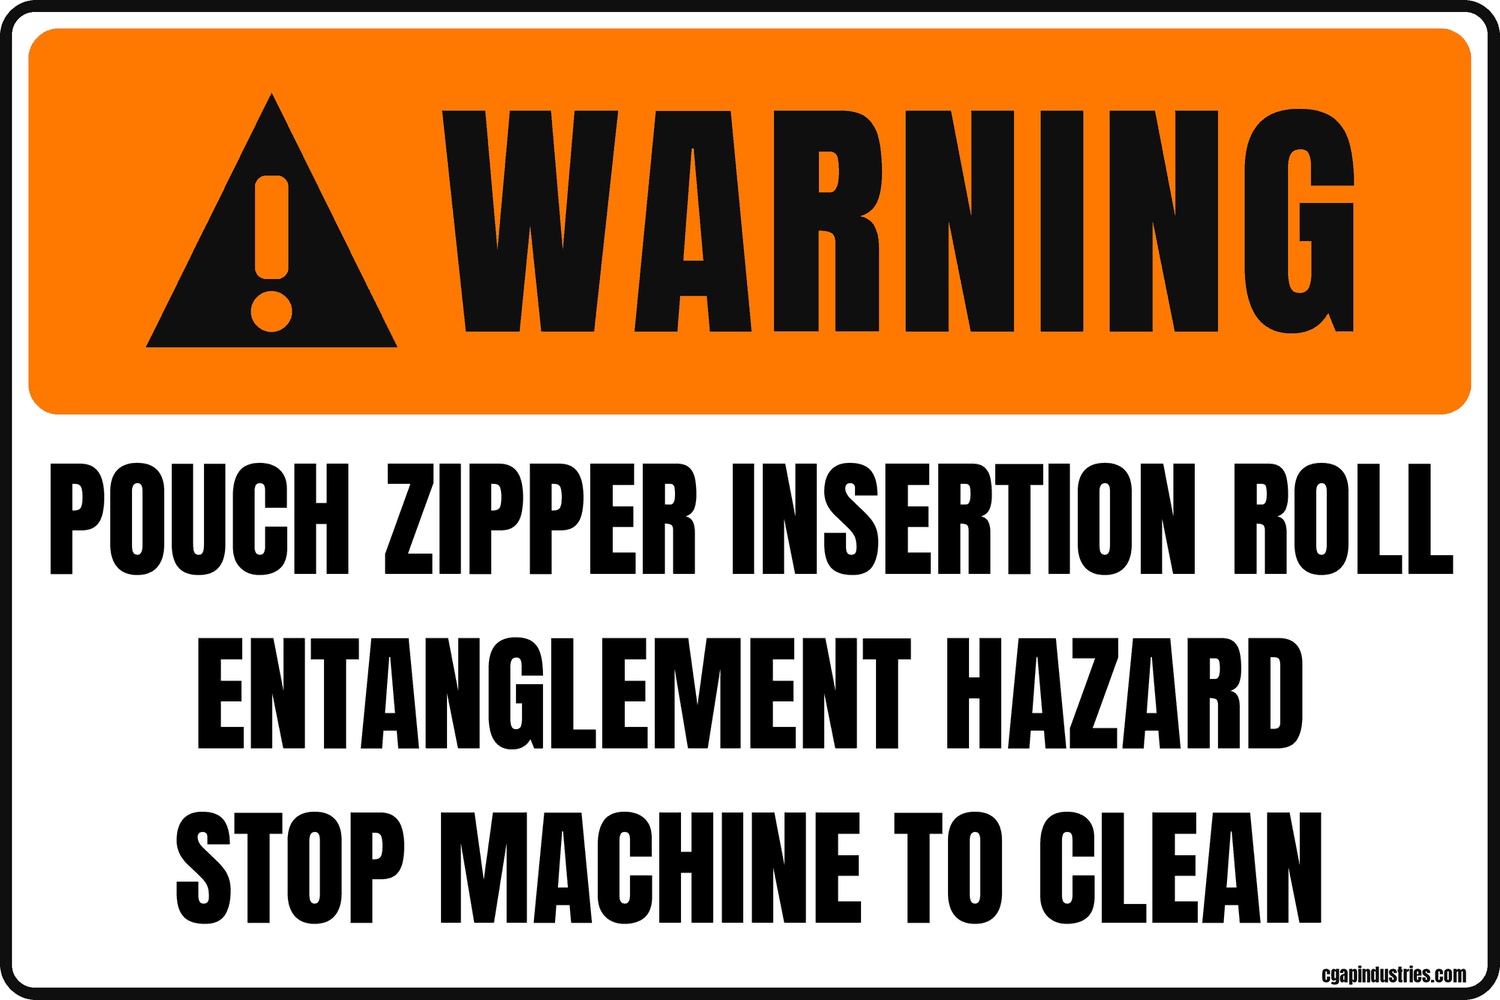 WARNING
POUCH ZIPPER INSERTION ROLL
ENTANGLEMENT HAZARD
STOP MACHINE TO CLEAN
cgapindustries.com